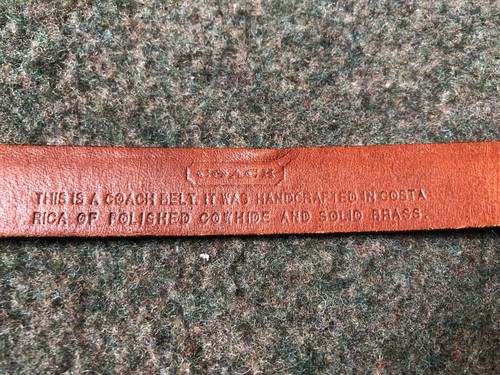 COACH
THIS IS A COACH BELT. IT WAS HANDCRAFTED IN COSTA
RICA OF POLISHED COWHIDE AND SOLID BRASS.